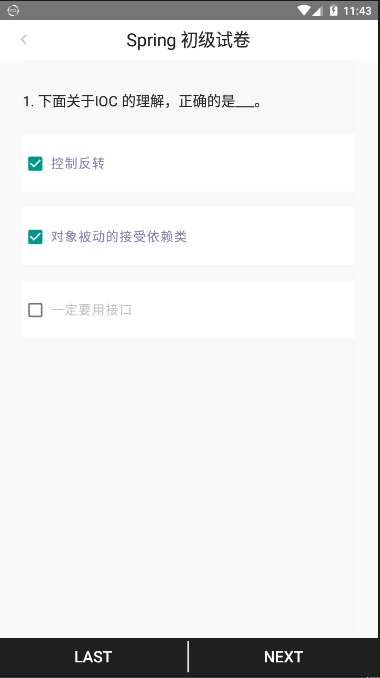 11:43
Spring 初级试卷
1. 下面关于IOC 的理解，正确的是___。
控制反转
对象被动的接受依赖类
一定要用接口
LAST
NEXT